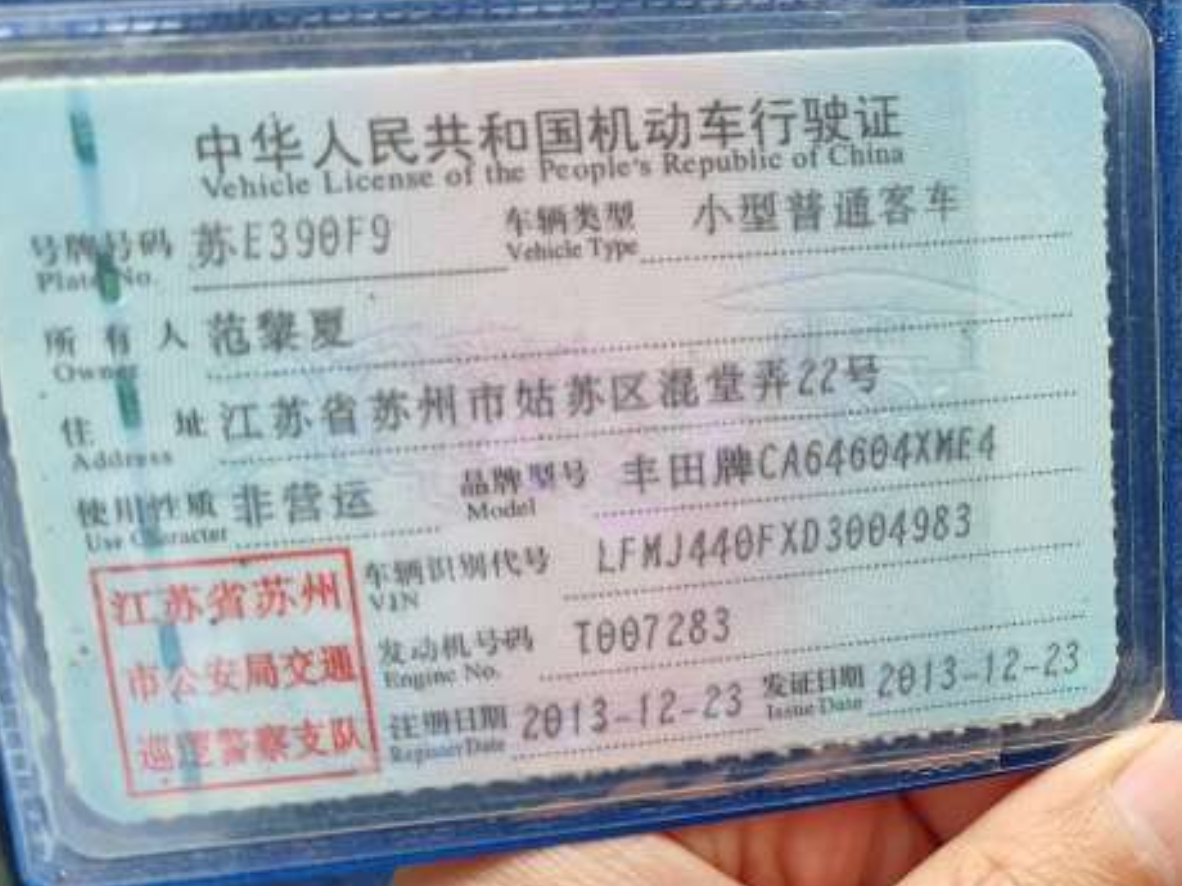 中华人民共和国机动车行驶证
Vehicle License of the People's Republic of China
号牌号码 苏E390F9 车辆类型 小型普通客车
Plate No. Vehicle Type
所有人 范黎夏
Owner
住址 江苏省苏州市姑苏区混堂弄22号
Address
使用性质 非营运 品牌型号 丰田牌CA64604XME4
Use Character Model
车辆识别代号 LFMJ440FXD3004983
VIN
发动机号码 T007283
Engine No.
注册日期 2013-12-23 发证日期 2013-12-23
Register Date Issue Date
江苏省苏州
市公安局交通
巡逻警察支队